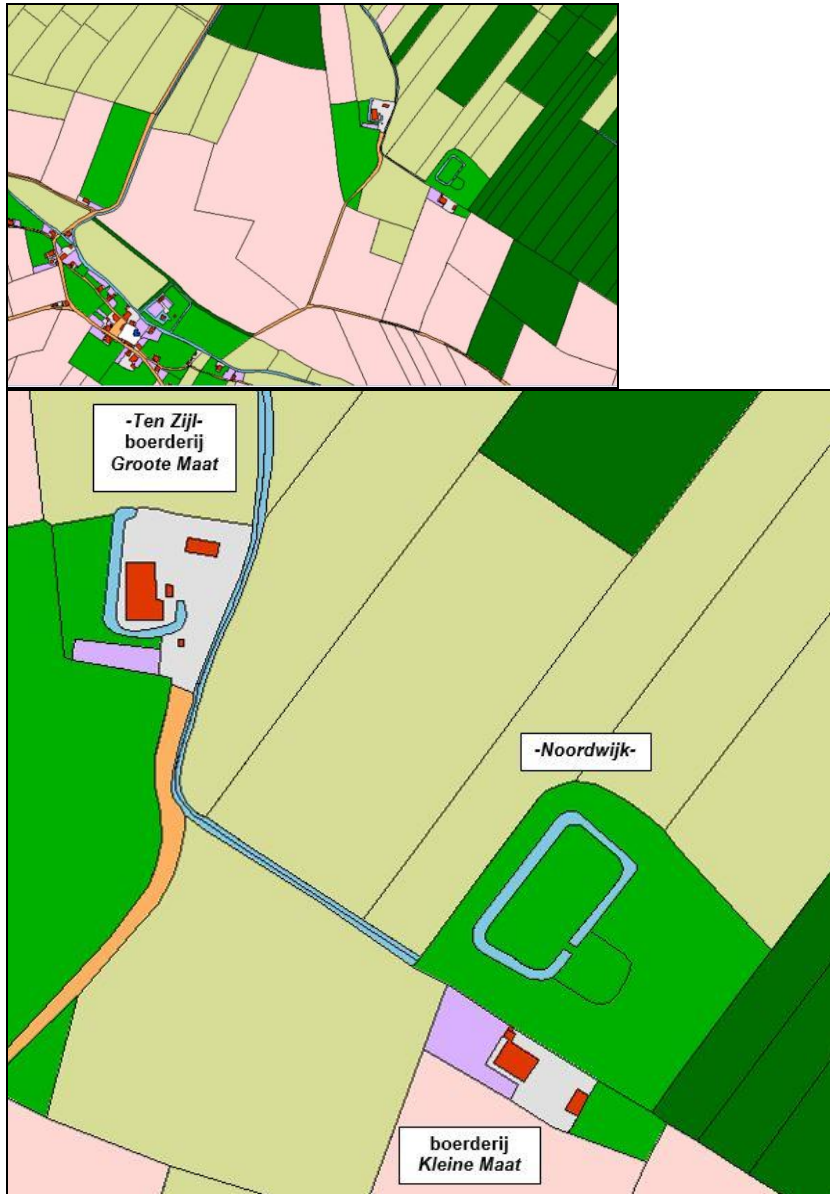 -Ten Zijl-
boerderij
Groote Maat
-Noordwijk-
boerderij
Kleine Maat